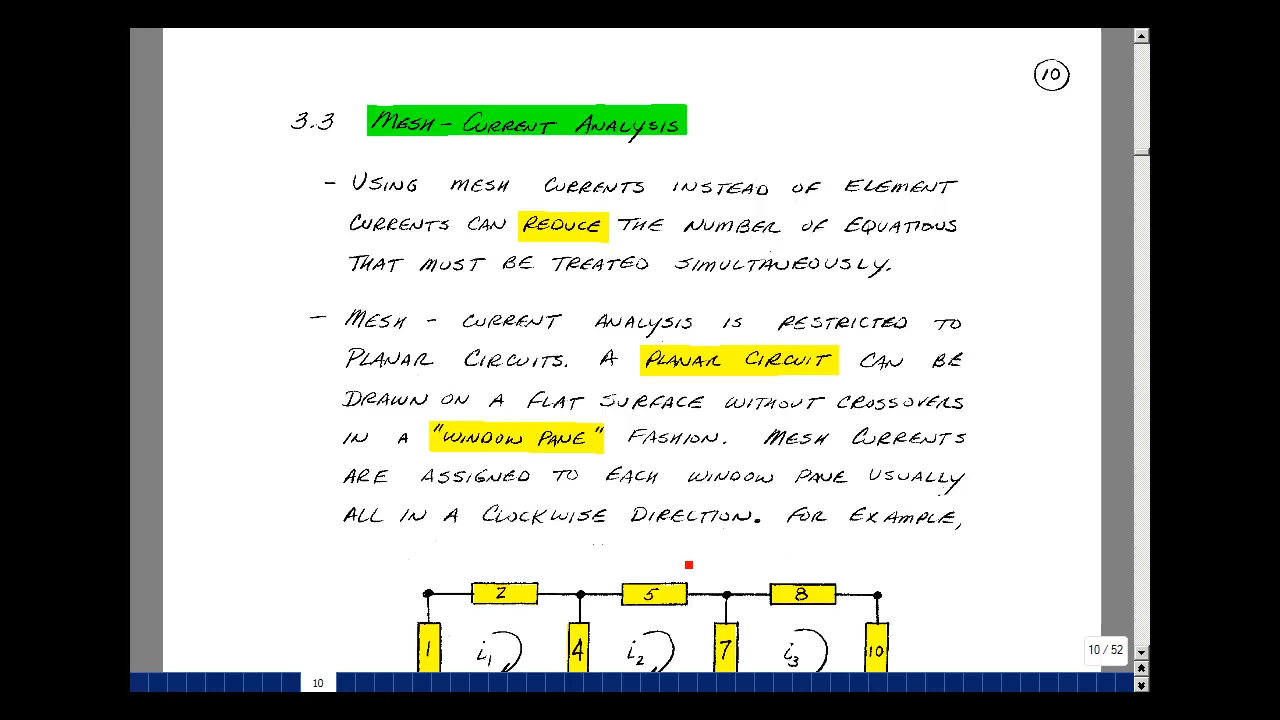 10
3.3 MESH - CURRENT ANALYSIS
- USING MESH CURRENTS INSTEAD OF ELEMENT
CURRENTS CAN REDUCE THE NUMBER OF EQUATIONS
THAT MUST BE TREATED SIMULTANEOUSLY.
- MESH - CURRENT ANALYSIS IS RESTRICTED TO
PLANAR CIRCUITS. A PLANAR CIRCUIT CAN BE
DRAWN ON A FLAT SURFACE WITHOUT CROSSOVERS
IN A "WINDOW PANE" FASHION. MESH CURRENTS
ARE ASSIGNED TO EACH WINDOW PANE USUALLY
ALL IN A CLOCKWISE DIRECTION. FOR EXAMPLE,
2 5 8
1 i1 4 i2 7 i3 10
10 / 52
10